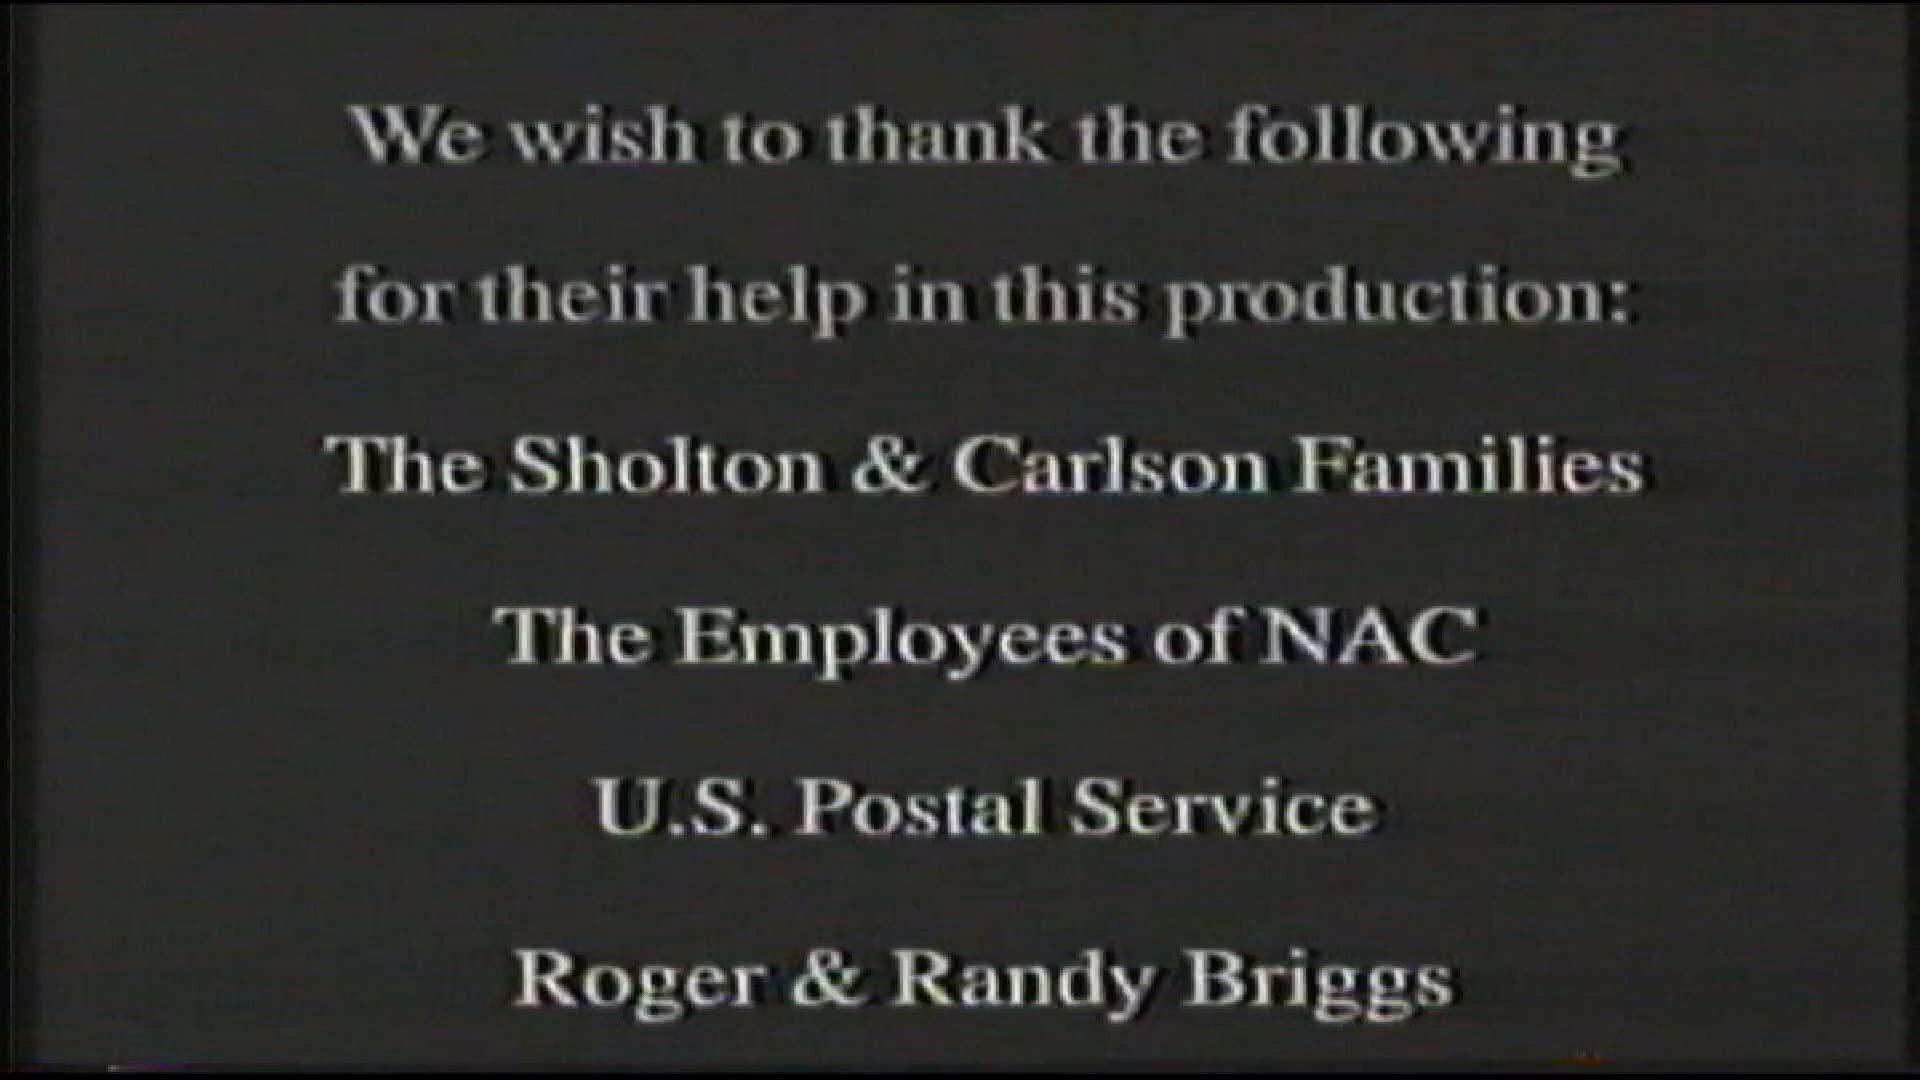 We wish to thank the following
for their help in this production:
The Sholton & Carlson Families
The Employees of NAC
U.S. Postal Service
Roger & Randy Briggs